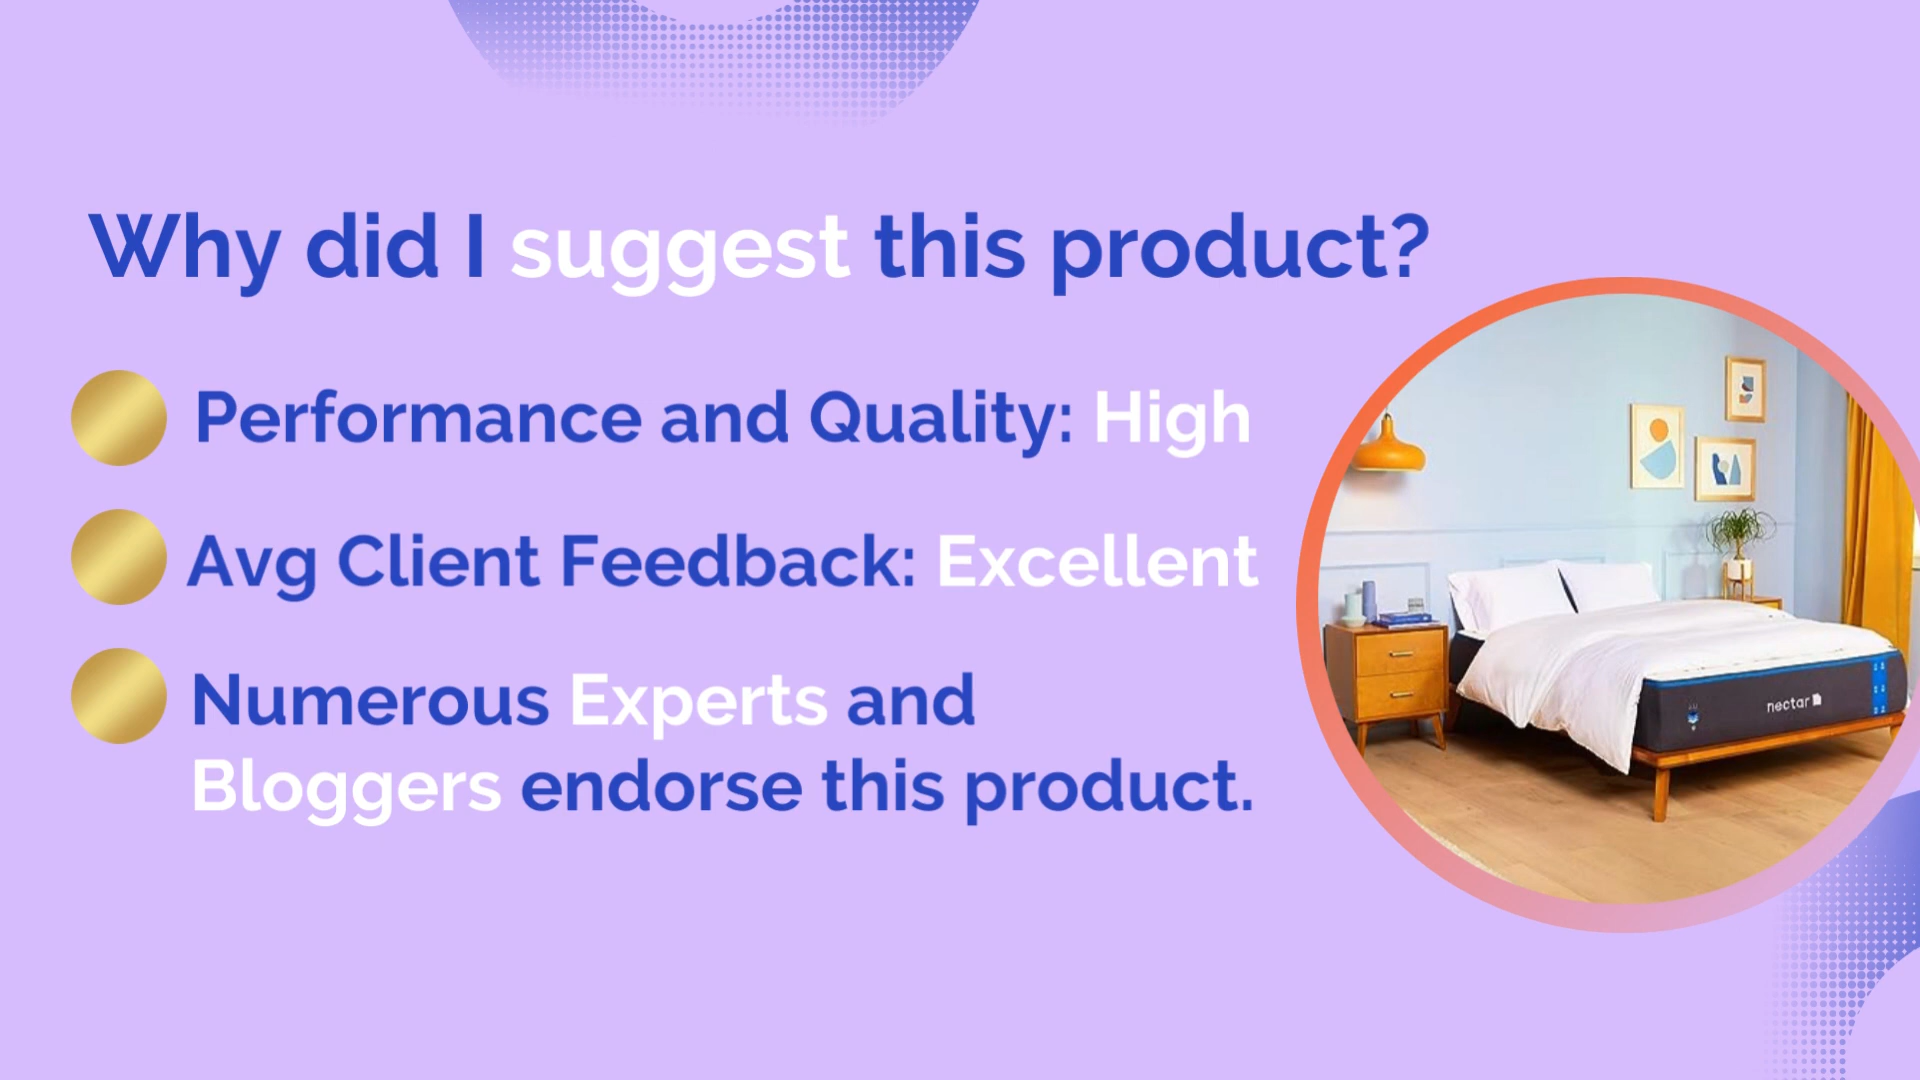 Why did I suggest this product?
Performance and Quality: High
Avg Client Feedback: Excellent
Numerous Experts and
Bloggers endorse this product.
nectar